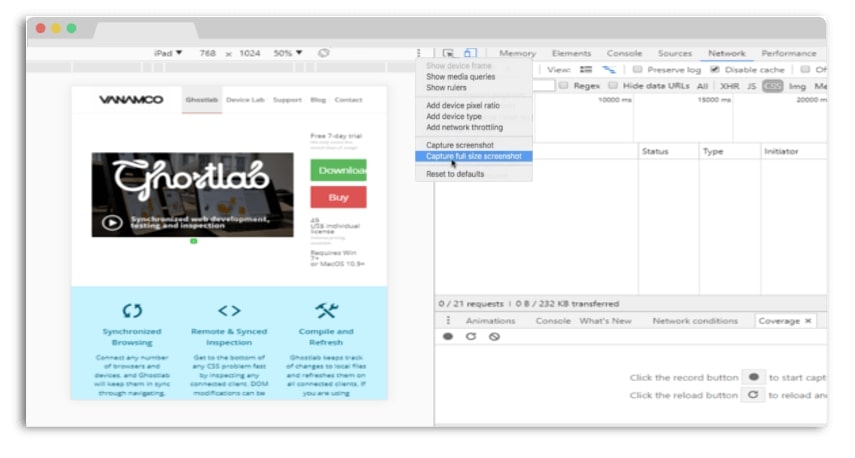 iPad ▼ 768 × 1024 50% ▼
Memory Elements Console Sources Network Performance
Show device frame
Show media queries
Show rulers
Add device pixel ratio
Add device type
Add network throttling
Capture screenshot
Capture full size screenshot
Reset to defaults
View: Preserve log Disable cache Of
Regex Hide data URLs All XHR JS CSS Img Me
10000 ms 15000 ms 20000 m
Status Type Initiator
VANAMCO Ghostlab Device Lab Support Blog Contact
Free 7-day trial
Download
Buy
Ghostlab
Synchronized web development,
testing and inspection
49
US$ individual
license
Requires Win
7+
or MacOS 10.9+
Synchronized
Browsing
Connect any number
of browsers and
devices, and Ghostlab
will keep them in sync
through navigating,
Remote & Synced
Inspection
Get to the bottom of
any CSS problem fast
by inspecting any
connected client. DOM
modifications can be
Compile and
Refresh
Ghostlab keeps track
of changes to local files
and refreshes them on
all connected clients. If
you are using
0 / 21 requests | 0 B / 232 KB transferred
Animations Console What's New Network conditions Coverage ×
Click the record button to start capt
Click the reload button to reload and